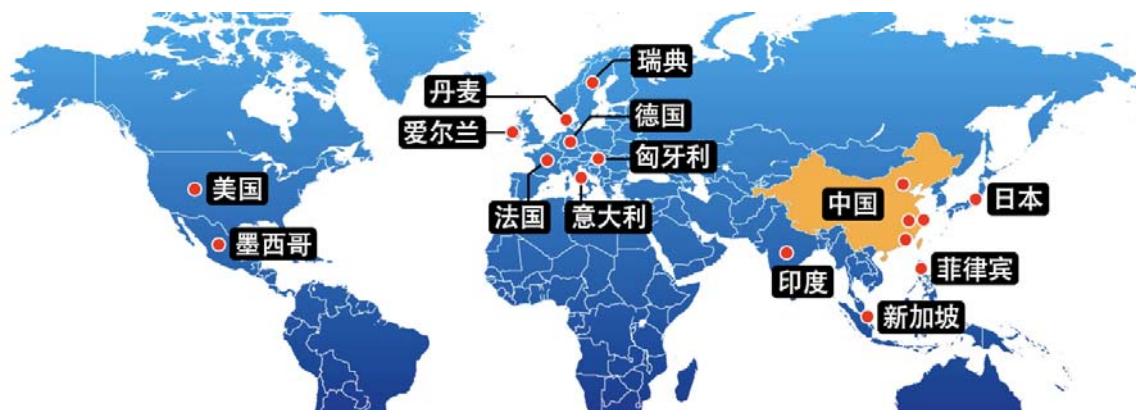 瑞典
丹麦
德国
爱尔兰
匈牙利
美国
中国
日本
法国
意大利
墨西哥
印度
菲律宾
新加坡